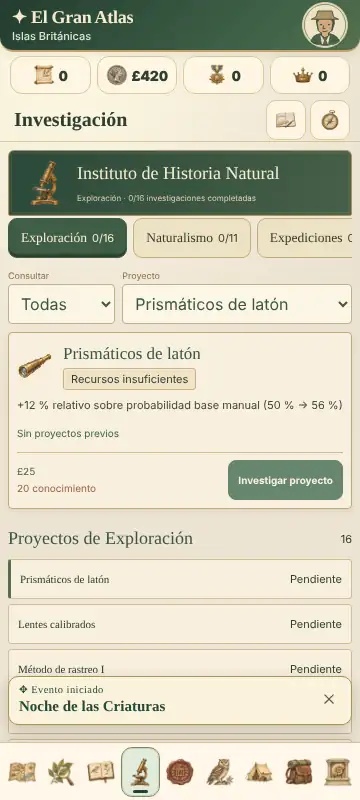 ✦ El Gran Atlas
Islas Británicas
0
£420
0
0
Investigación
Instituto de Historia Natural
Exploración · 0/16 investigaciones completadas
Exploración 0/16
Naturalismo 0/11
Expediciones 0
Consultar
Proyecto
Todas
Prismáticos de latón
Prismáticos de latón
Recursos insuficientes
+12 % relativo sobre probabilidad base manual (50 % → 56 %)
Sin proyectos previos
£25
20 conocimiento
Investigar proyecto
Proyectos de Exploración 16
Prismáticos de latón Pendiente
Lentes calibrados Pendiente
Método de rastreo I Pendiente
✥ Evento iniciado
Noche de las Criaturas ×